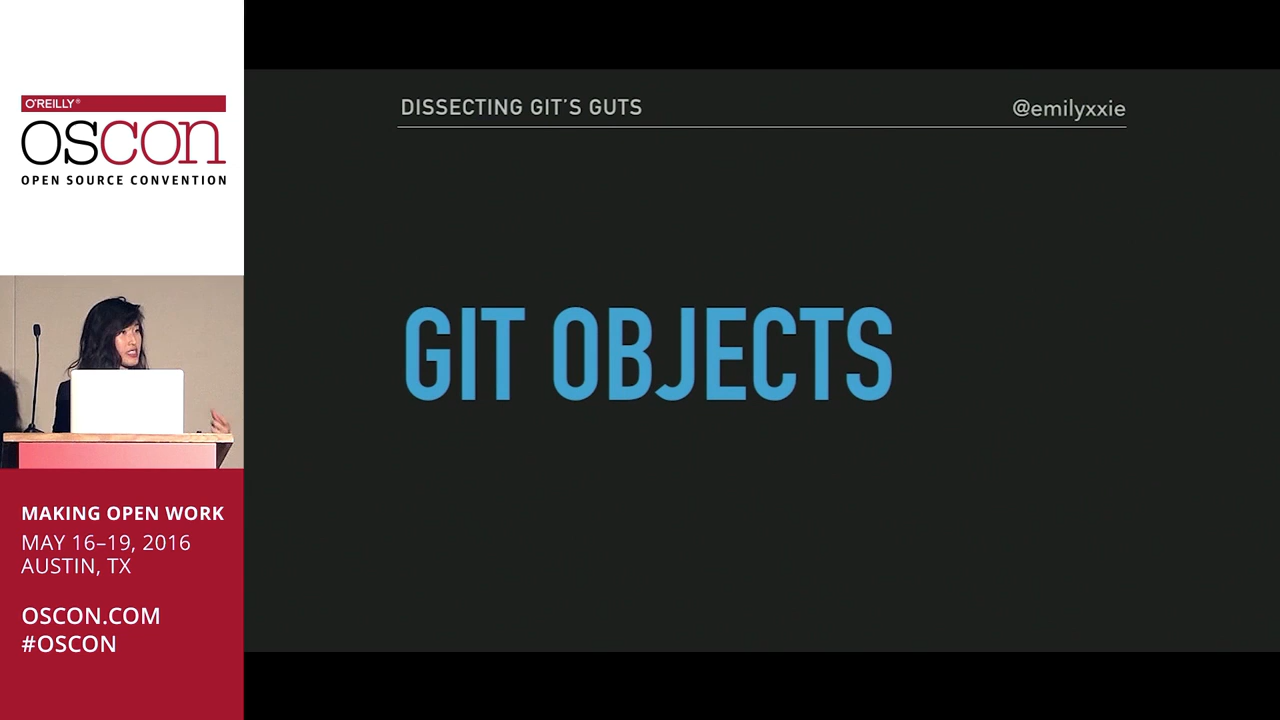 O'REILLY®
OSCON
OPEN SOURCE CONVENTION
MAKING OPEN WORK
MAY 16–19, 2016
AUSTIN, TX
OSCON.COM
#OSCON
DISSECTING GIT'S GUTS
@emilyxxie
GIT OBJECTS